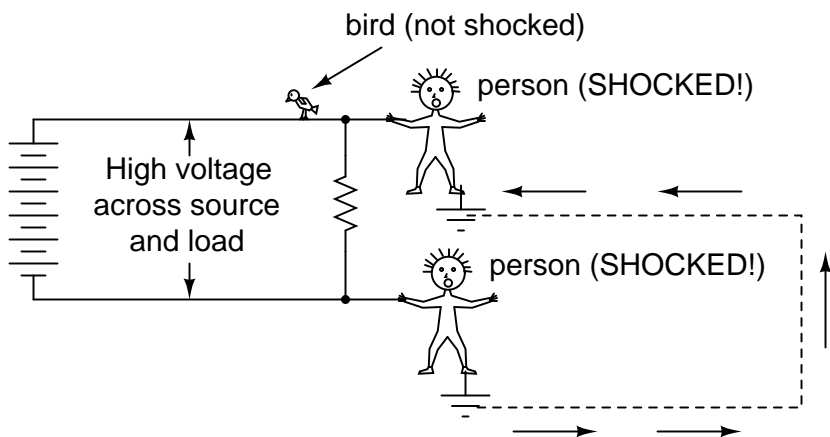 bird (not shocked)
person (SHOCKED!)
High voltage
across source
and load
person (SHOCKED!)